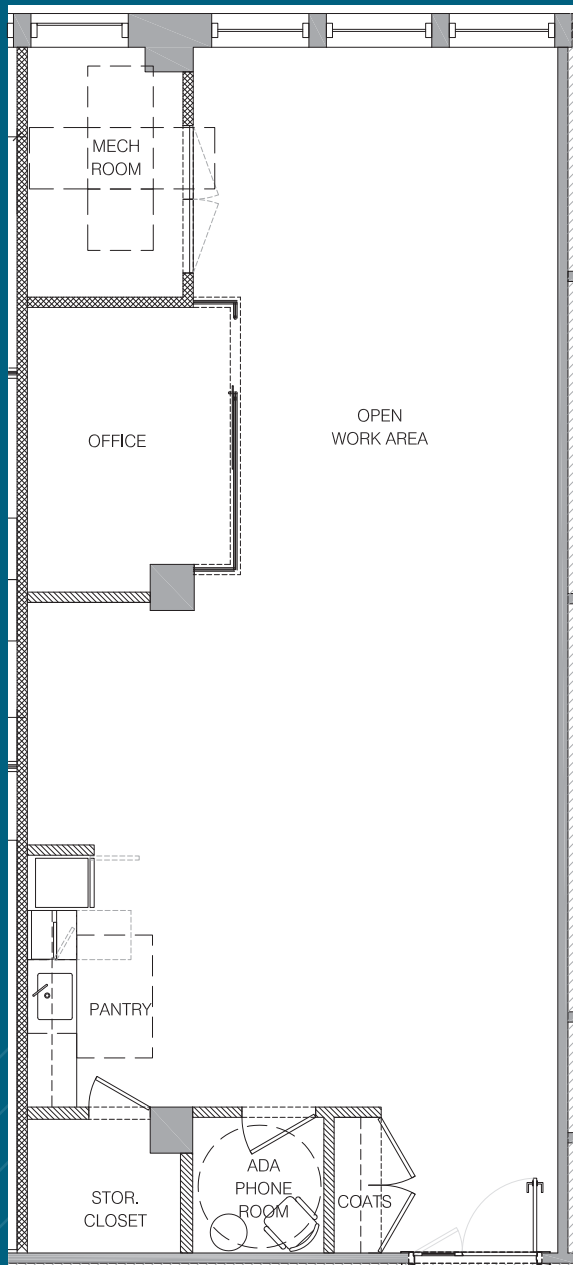 MECH
ROOM
OFFICE
OPEN
WORK AREA
PANTRY
STOR.
CLOSET
ADA
PHONE
ROOM
COATS